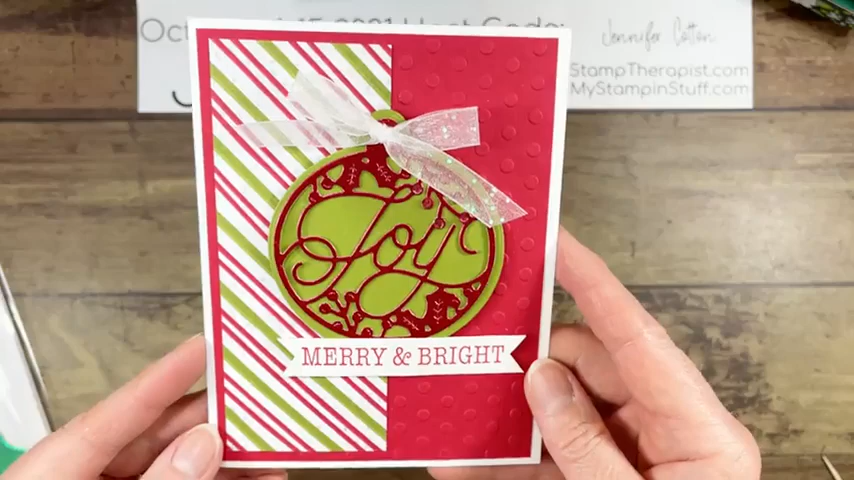 Jennifer Cotton
StampTherapist.com
MyStampinStuff.com
Joy
MERRY & BRIGHT